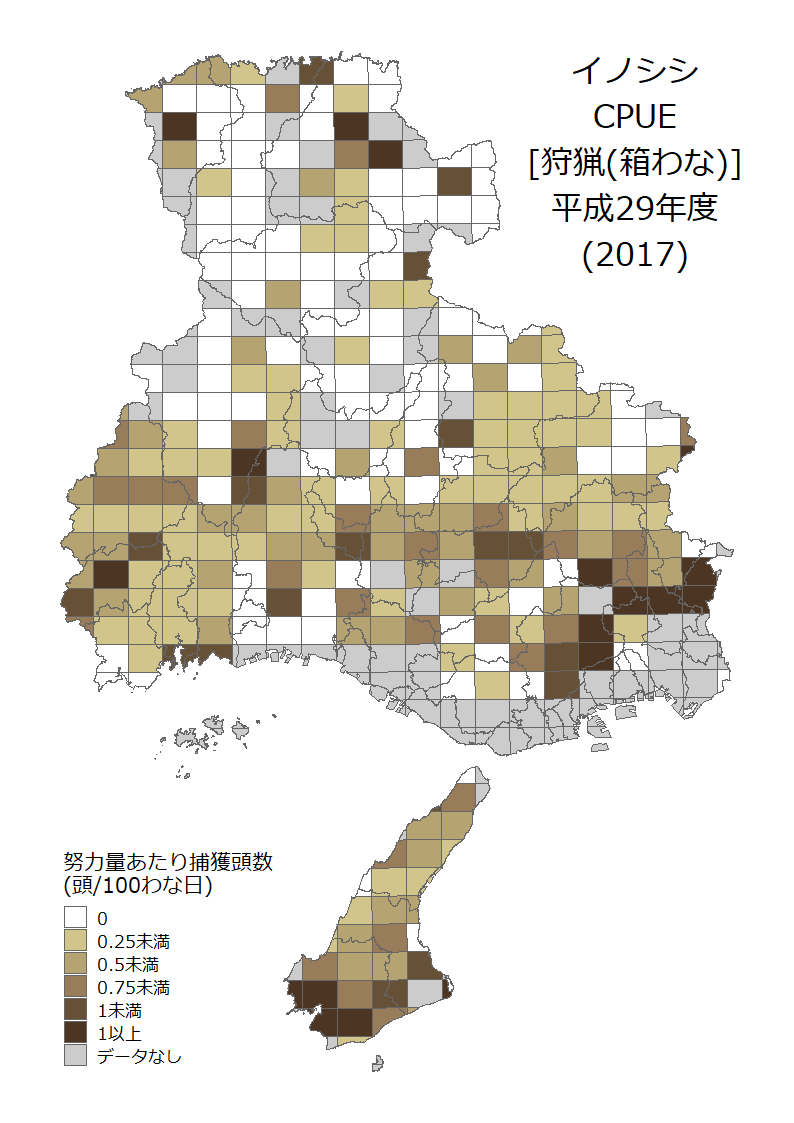 イノシシ
CPUE
[狩猟(箱わな)]
平成29年度
(2017)
努力量あたり捕獲頭数
(頭/100わな日)
0
0.25未満
0.5未満
0.75未満
1未満
1以上
データなし